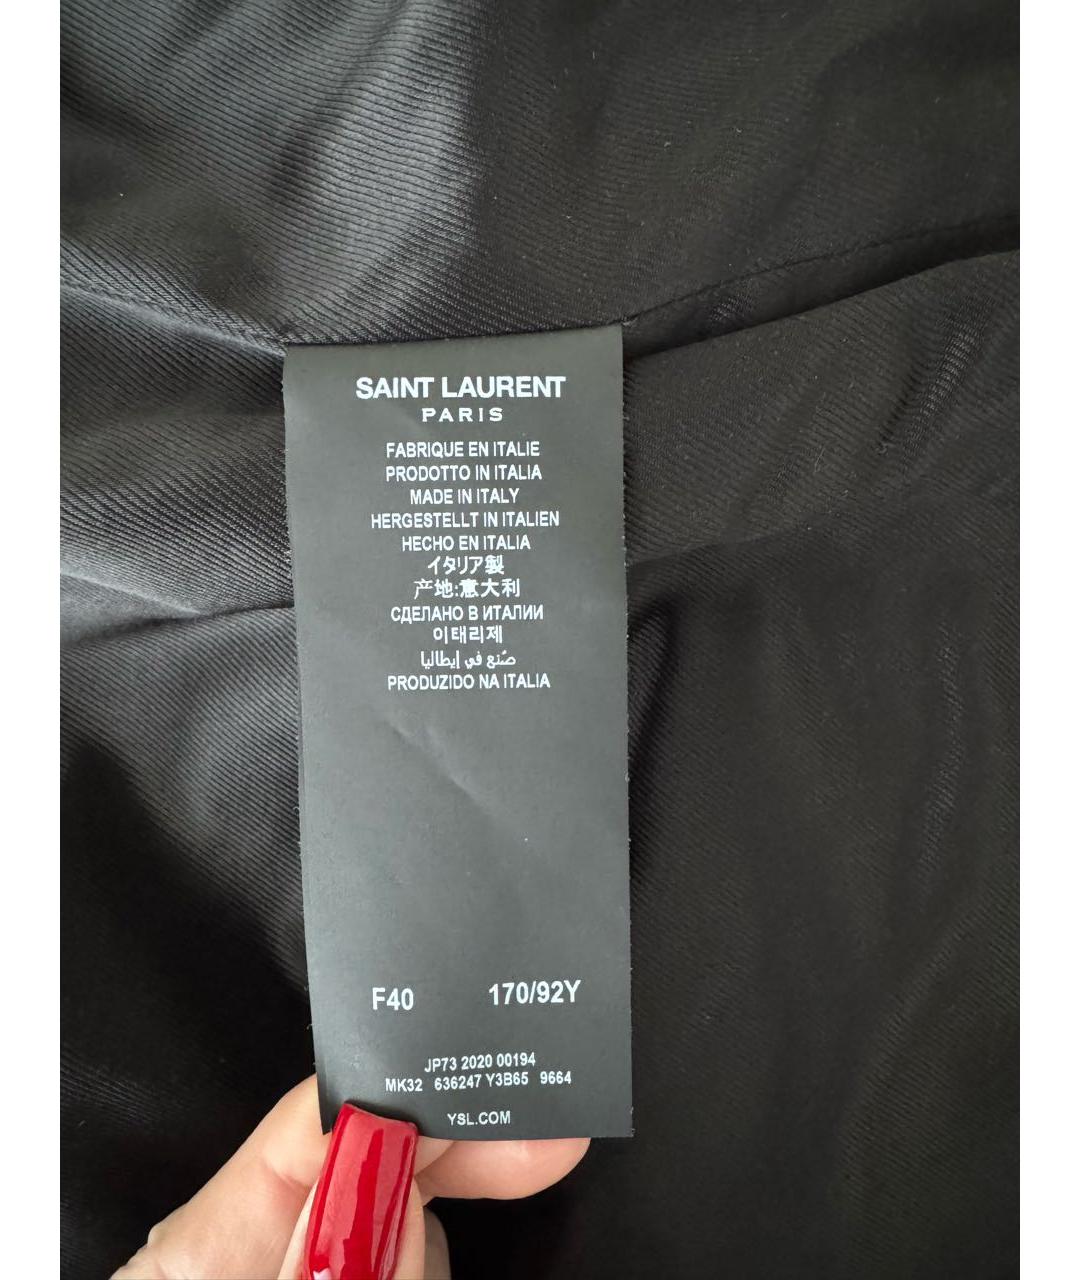 SAINT LAURENT
PARIS
FABRIQUE EN ITALIE
PRODOTTO IN ITALIA
MADE IN ITALY
HERGESTELLT IN ITALIEN
HECHO EN ITALIA
イタリア製
产地:意大利
СДЕЛАНО В ИТАЛИИ
이태리제
صُنع في إيطاليا
PRODUZIDO NA ITALIA
F40 170/92Y
JP73 2020 00194
MK32 636247 Y3B65 9664
YSL.COM